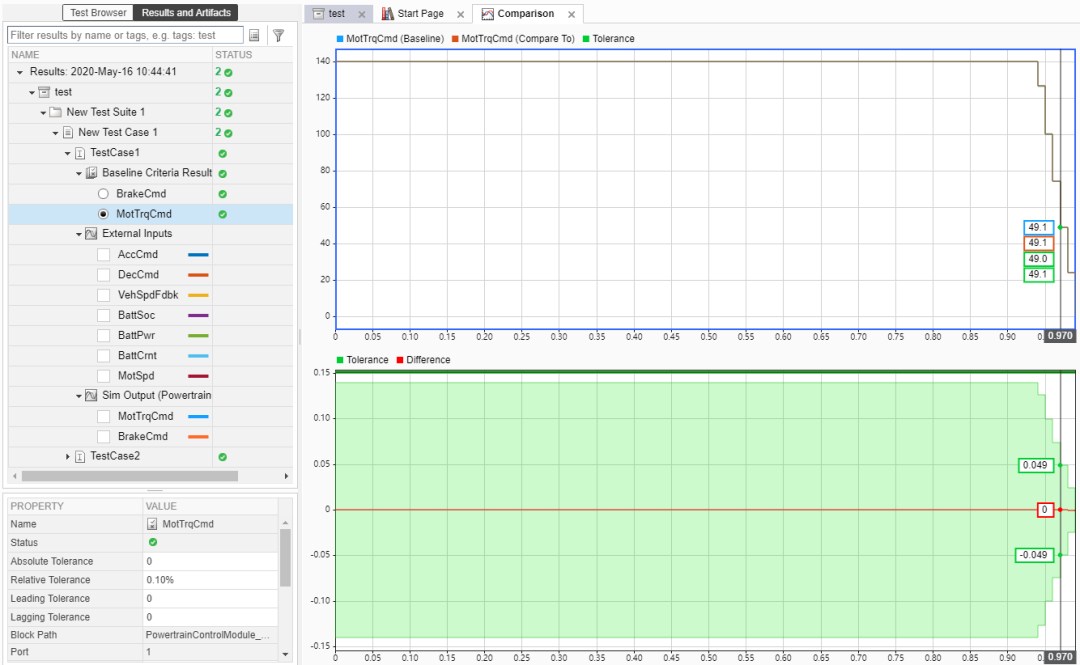 Test Browser Results and Artifacts
Filter results by name or tags, e.g. tags: test
NAME STATUS
Results: 2020-May-16 10:44:41 2
test 2
New Test Suite 1 2
New Test Case 1 2
TestCase1
Baseline Criteria Result
BrakeCmd
MotTrqCmd
External Inputs
AccCmd
DecCmd
VehSpdFdbk
BattSoc
BattPwr
BattCrnt
MotSpd
Sim Output (Powertrain
MotTrqCmd
BrakeCmd
TestCase2
PROPERTY VALUE
Name MotTrqCmd
Status
Absolute Tolerance 0
Relative Tolerance 0.10%
Leading Tolerance 0
Lagging Tolerance 0
Block Path PowertrainControlModule_...
Port 1
test Start Page Comparison
MotTrqCmd (Baseline) MotTrqCmd (Compare To) Tolerance
140
120
100
80
60
40
20
0
49.1
49.1
49.0
49.1
0 0.05 0.10 0.15 0.20 0.25 0.30 0.35 0.40 0.45 0.50 0.55 0.60 0.65 0.70 0.75 0.80 0.85 0.90 0. 0.970
Tolerance Difference
0.15
0.10
0.05
0
-0.05
-0.10
-0.15
0.049
0
-0.049
0 0.05 0.10 0.15 0.20 0.25 0.30 0.35 0.40 0.45 0.50 0.55 0.60 0.65 0.70 0.75 0.80 0.85 0.90 0. 0.970